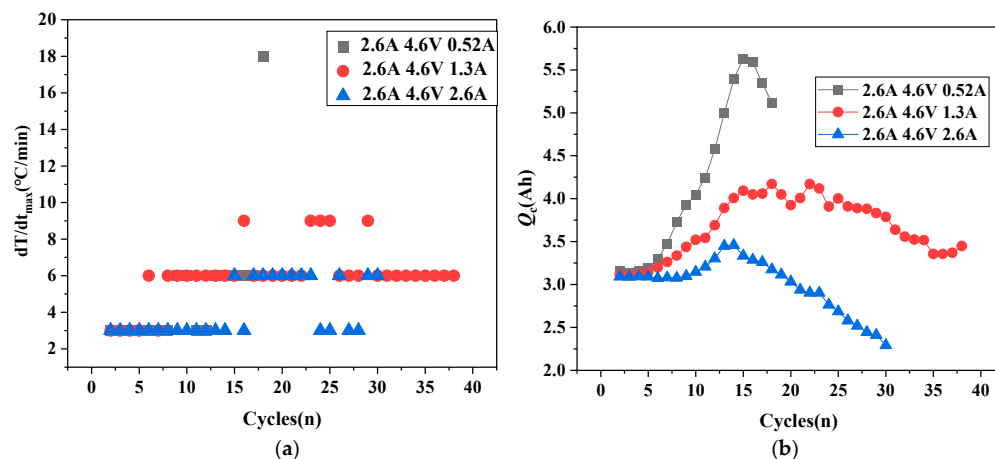 20
18
16
14
12
10
8
6
4
2
dT/dt_max(℃/min)
2.6A 4.6V 0.52A
2.6A 4.6V 1.3A
2.6A 4.6V 2.6A
0 5 10 15 20 25 30 35 40
Cycles(n)
(a)
6.0
5.5
5.0
4.5
4.0
3.5
3.0
2.5
2.0
Q_c(Ah)
2.6A 4.6V 0.52A
2.6A 4.6V 1.3A
2.6A 4.6V 2.6A
0 5 10 15 20 25 30 35 40
Cycles(n)
(b)